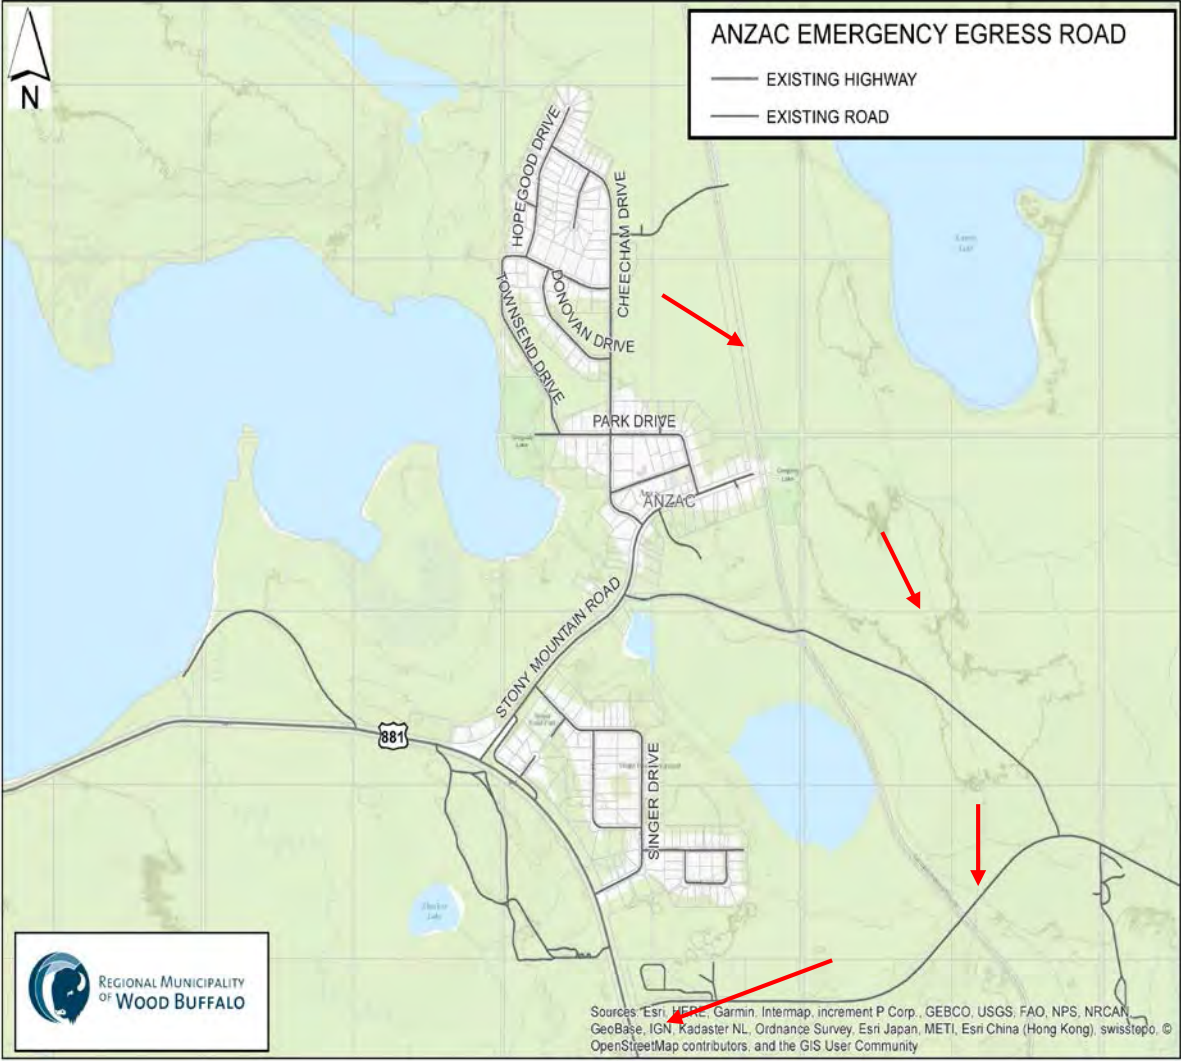 ANZAC EMERGENCY EGRESS ROAD
EXISTING HIGHWAY
EXISTING ROAD
N
HOPEGOOD DRIVE
CHEECHAM DRIVE
TOWNSEND DRIVE
DONOVAN DRIVE
PARK DRIVE
Gregoire
Lake
ANZAC
STONY MOUNTAIN ROAD
881
SINGER DRIVE
Lake
REGIONAL MUNICIPALITY
OF WOOD BUFFALO
Sources: Esri, HERE, Garmin, Intermap, increment P Corp., GEBCO, USGS, FAO, NPS, NRCAN,
GeoBase, IGN, Kadaster NL, Ordnance Survey, Esri Japan, METI, Esri China (Hong Kong), swisstopo, ©
OpenStreetMap contributors, and the GIS User Community